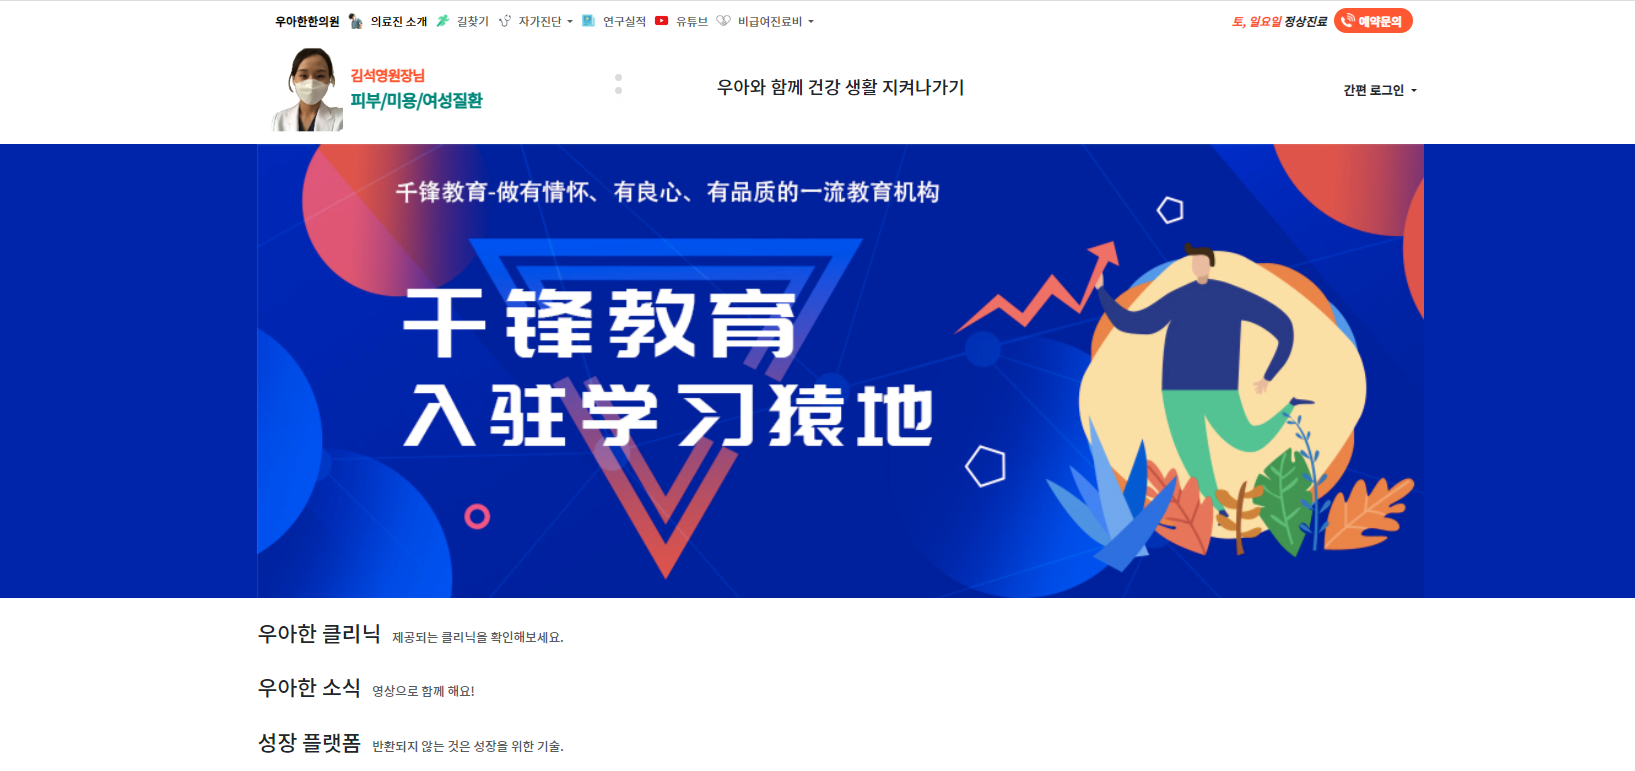 우아한한의원 의료진 소개 길찾기 자가진단 연구실적 유튜브 비급여진료비 토, 일요일 정상진료 예약문의
김석영원장님
피부/미용/여성질환
우아와 함께 건강 생활 지켜나가기
간편 로그인
千锋教育-做有情怀、有良心、有品质的一流教育机构
千锋教育
入驻学习猿地
우아한 클리닉 제공되는 클리닉을 확인해보세요.
우아한 소식 영상으로 함께 해요!
성장 플랫폼 반환되지 않는 것은 성장을 위한 기술.